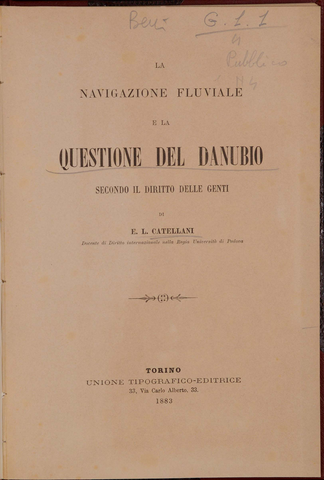 G. I. I
Pubblico
LA
NAVIGAZIONE FLUVIALE
E LA
QUESTIONE DEL DANUBIO
SECONDO IL DIRITTO DELLE GENTI
DI
E. L. CATELLANI
Docente di Diritto internazionale nella Regia Università di Padova
TORINO
UNIONE TIPOGRAFICO-EDITRICE
33, Via Carlo Alberto, 33.
1883